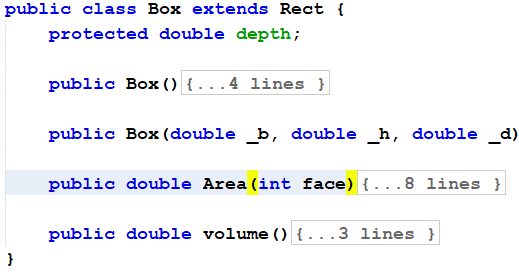 public class Box extends Rect {
protected double depth;
public Box(){...4 lines }
public Box(double _b, double _h, double _d)
public double Area(int face){...8 lines }
public double volume(){...3 lines }
}